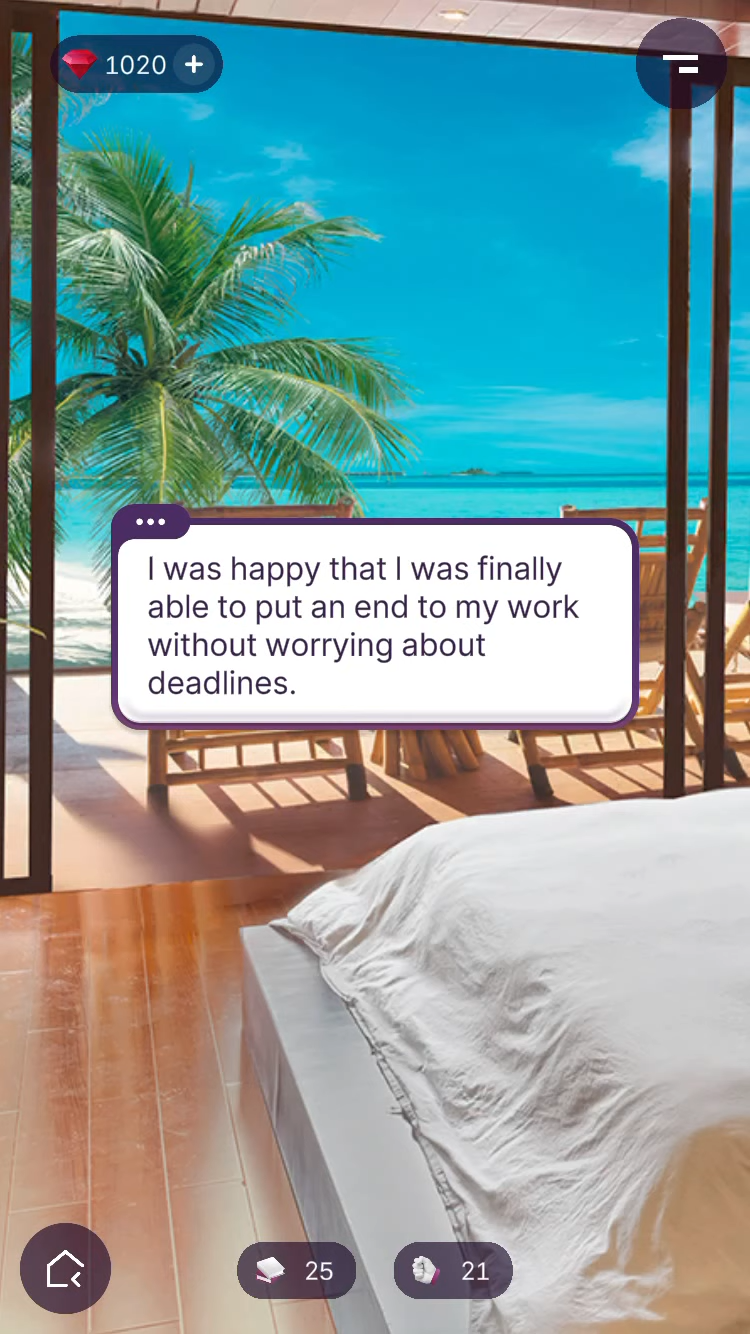 1020 +
I was happy that I was finally
able to put an end to my work
without worrying about
deadlines.
25 21